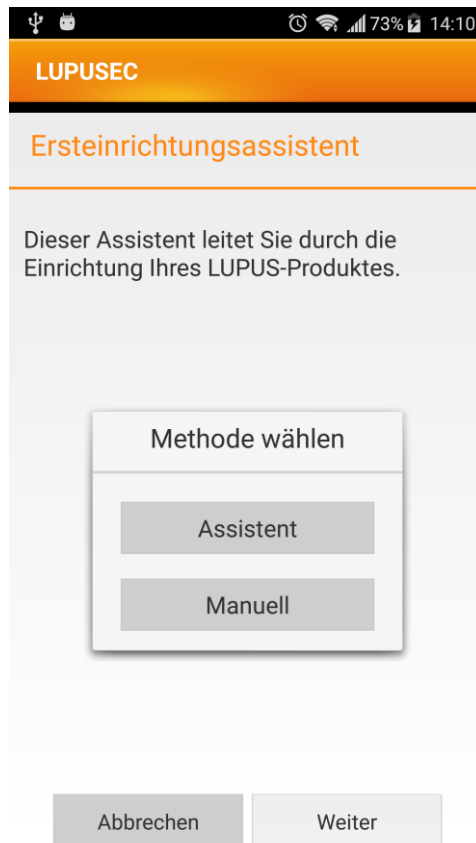 73% 14:10
LUPUSEC
Ersteinrichtungsassistent
Dieser Assistent leitet Sie durch die
Einrichtung Ihres LUPUS-Produktes.
Methode wählen
Assistent
Manuell
Abbrechen Weiter